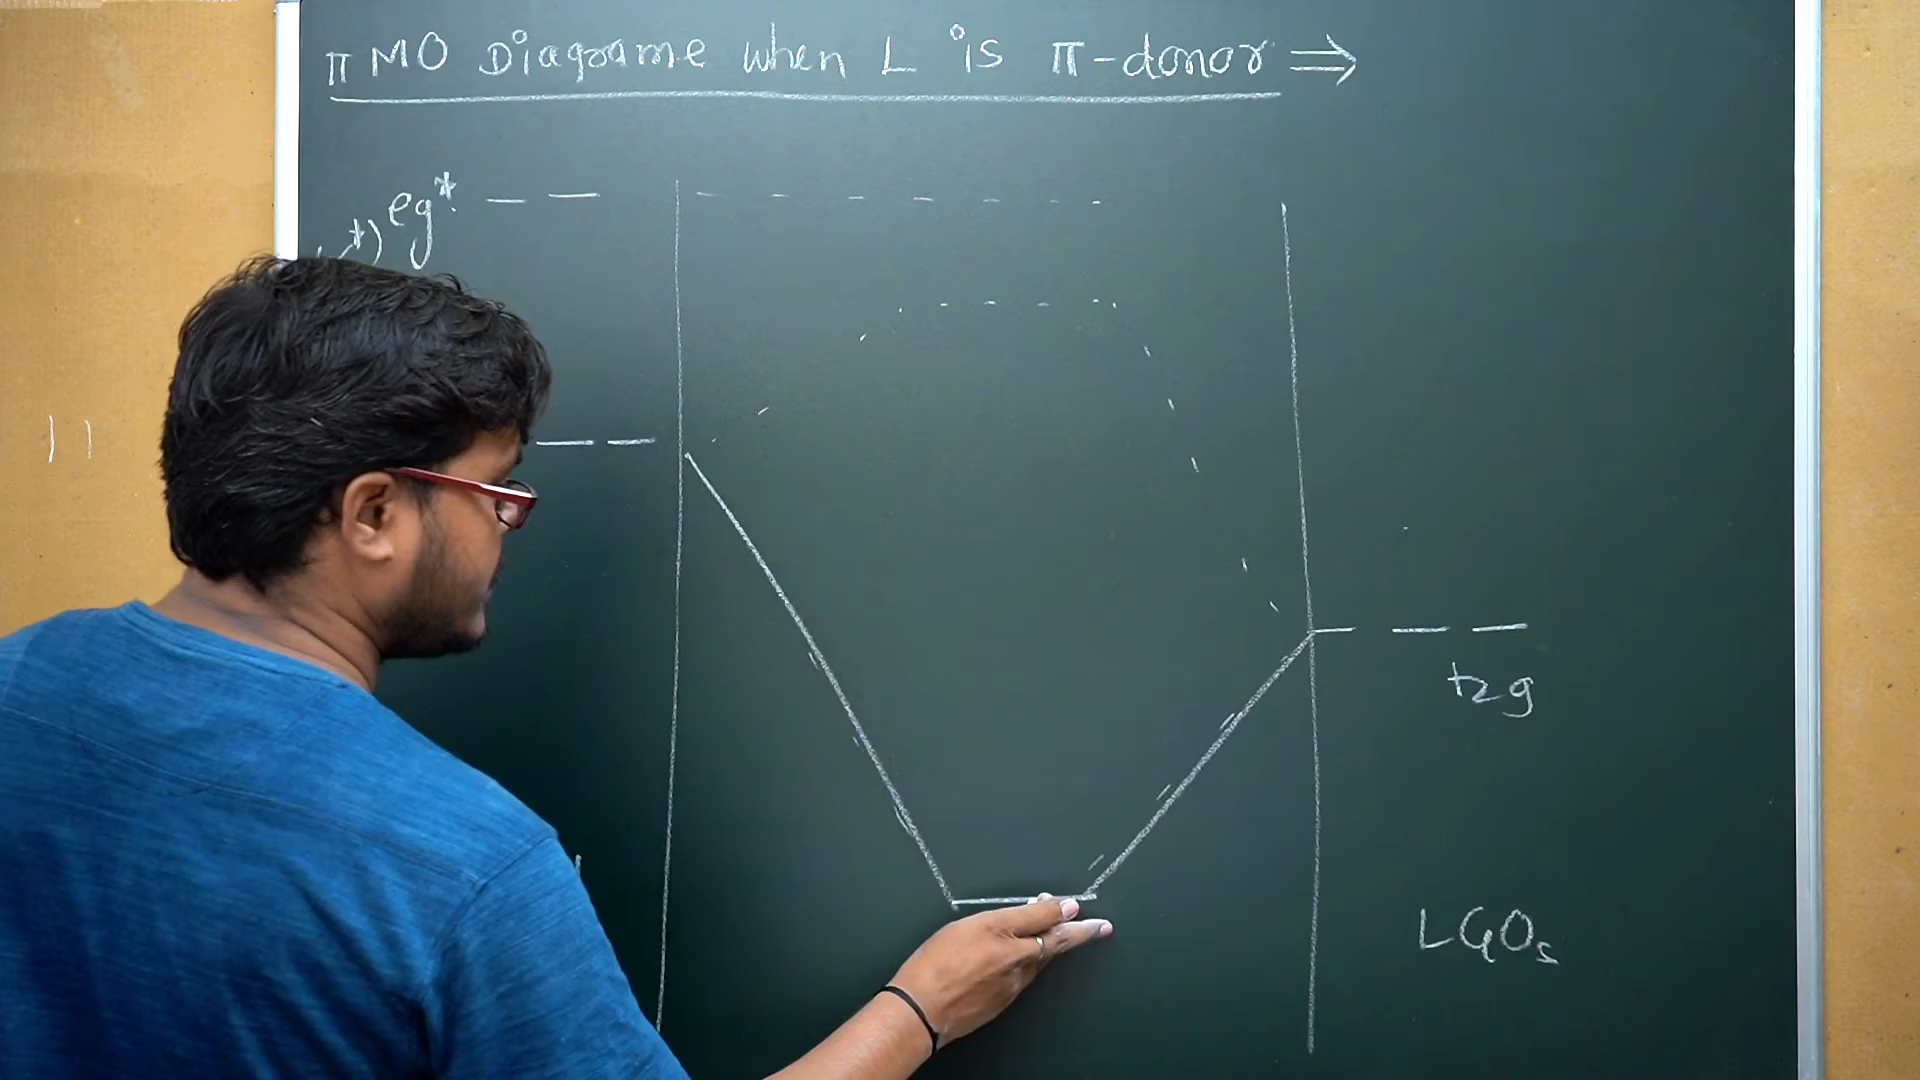 π MO Diagrame when L is π-donor ⇒
eg*
*)
t2g
LGOs